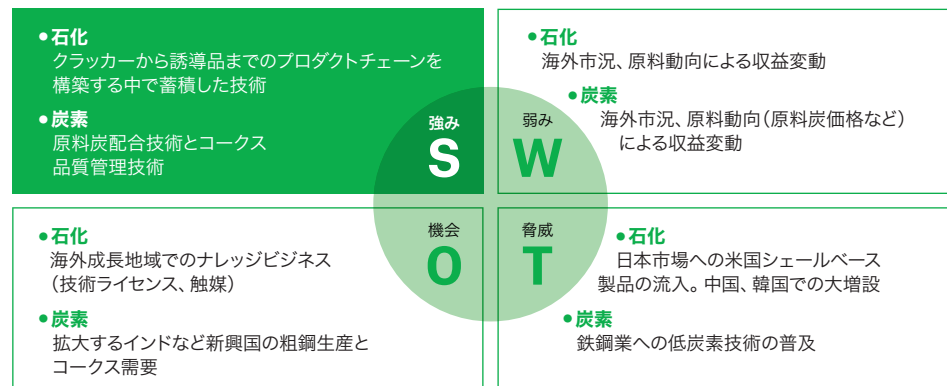 ●石化
クラッカーから誘導品までのプロダクトチェーンを
構築する中で蓄積した技術
●炭素
原料炭配合技術とコークス
品質管理技術
強み
S
●石化
海外市況、原料動向による収益変動
●炭素
海外市況、原料動向（原料炭価格など）
による収益変動
弱み
W
●石化
海外成長地域でのナレッジビジネス
（技術ライセンス、触媒）
●炭素
拡大するインドなど新興国の粗鋼生産と
コークス需要
機会
O
●石化
日本市場への米国シェールベース
製品の流入。中国、韓国での大増設
●炭素
鉄鋼業への低炭素技術の普及
脅威
T